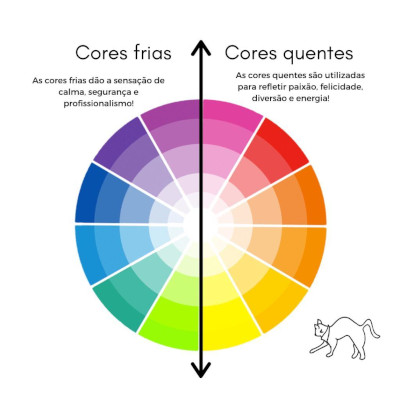 Cores frias
As cores frias dão a sensação de
calma, segurança e
profissionalismo!
Cores quentes
As cores quentes são utilizadas
para refletir paixão, felicidade,
diversão e energia!